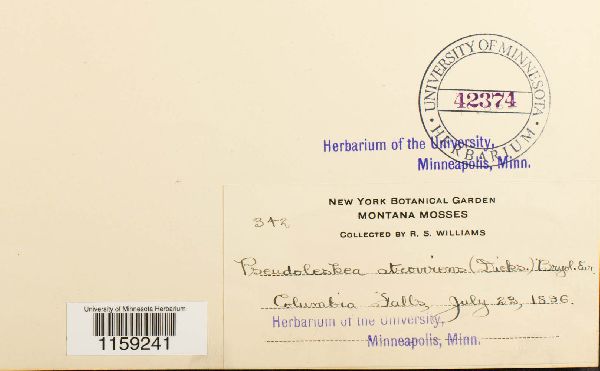 UNIVERSITY OF MINNESOTA
42374
• HERBARIUM •
Herbarium of the University,
Minneapolis, Minn.
NEW YORK BOTANICAL GARDEN
342
MONTANA MOSSES
COLLECTED BY R. S. WILLIAMS
Pseudoleskea atrovirens (Dicks.) Bryol. Eur.
Columbia Falls, July 23, 1896.
Herbarium of the University,
Minneapolis, Minn.
University of Minnesota Herbarium
1159241